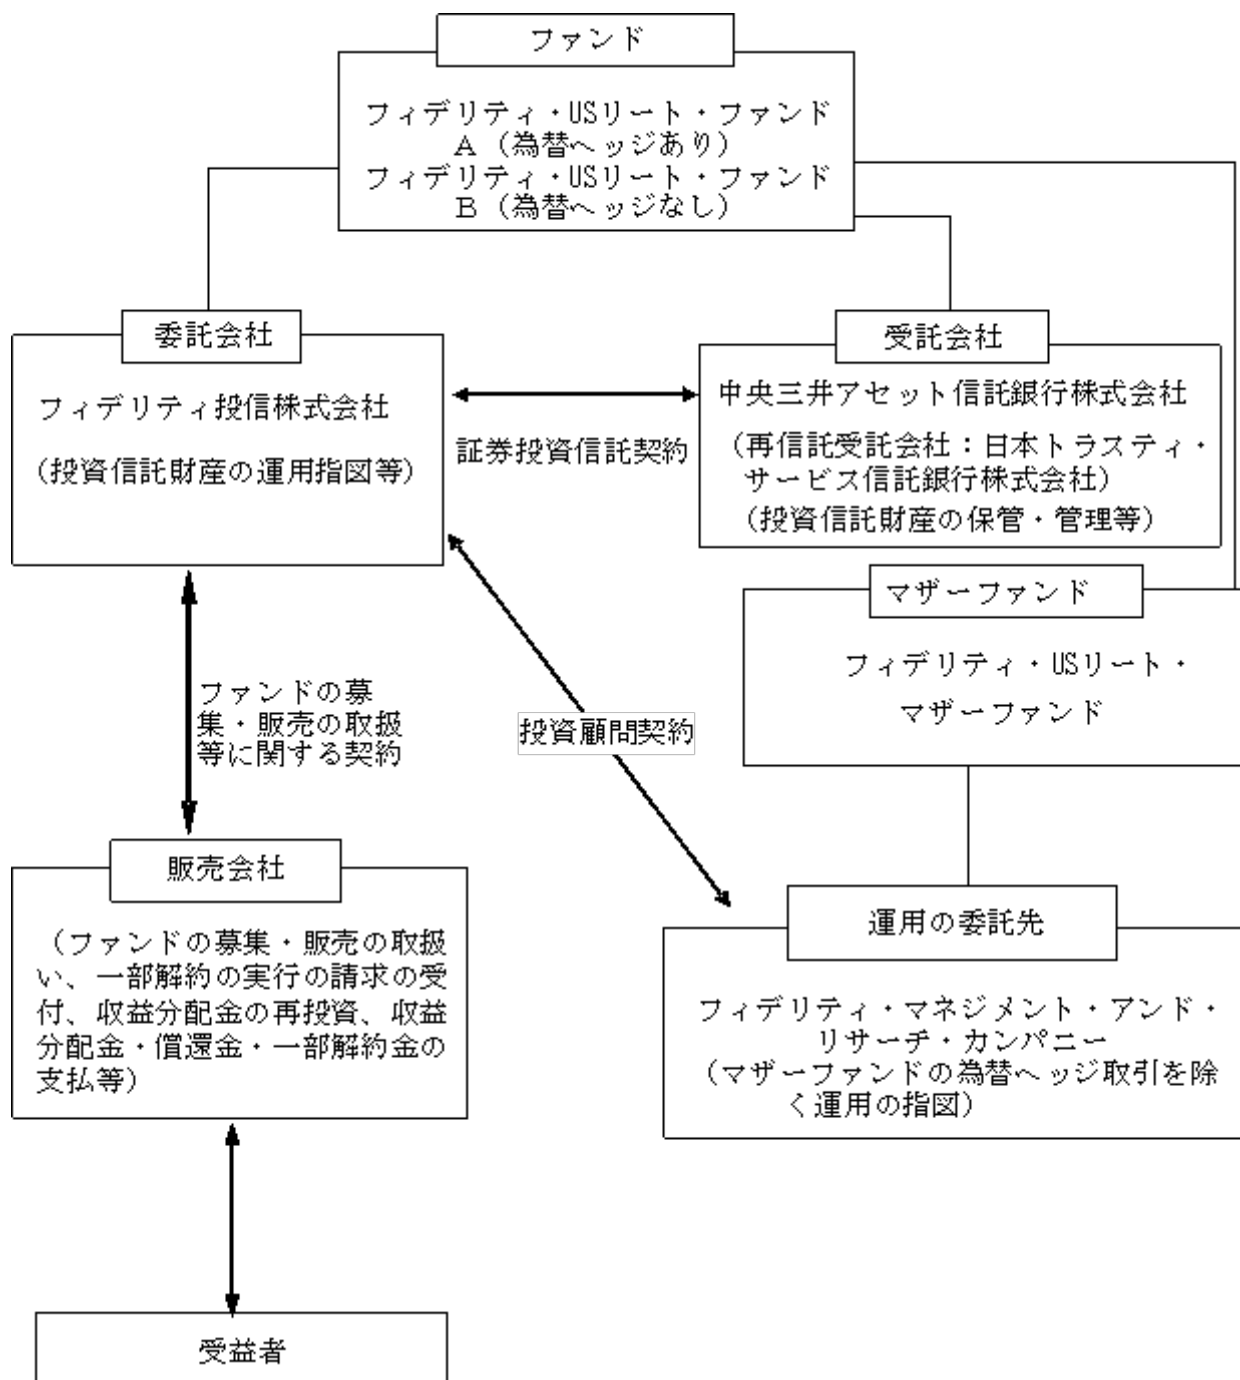 ファンド
フィデリティ・USリート・ファンド
A（為替ヘッジあり）
フィデリティ・USリート・ファンド
B（為替ヘッジなし）
委託会社
フィデリティ投信株式会社
（投資信託財産の運用指図等）
証券投資信託契約
受託会社
中央三井アセット信託銀行株式会社
（再信託受託会社：日本トラスティ・
サービス信託銀行株式会社）
（投資信託財産の保管・管理等）
マザーファンド
フィデリティ・USリート・
マザーファンド
ファンドの募
集・販売の取扱
等に関する契約
投資顧問契約
販売会社
（ファンドの募集・販売の取扱
い、一部解約の実行の請求の受
付、収益分配金の再投資、収益
分配金・償還金・一部解約金の
支払等）
運用の委託先
フィデリティ・マネジメント・アンド・
リサーチ・カンパニー
（マザーファンドの為替ヘッジ取引を除
く運用の指図）
受益者